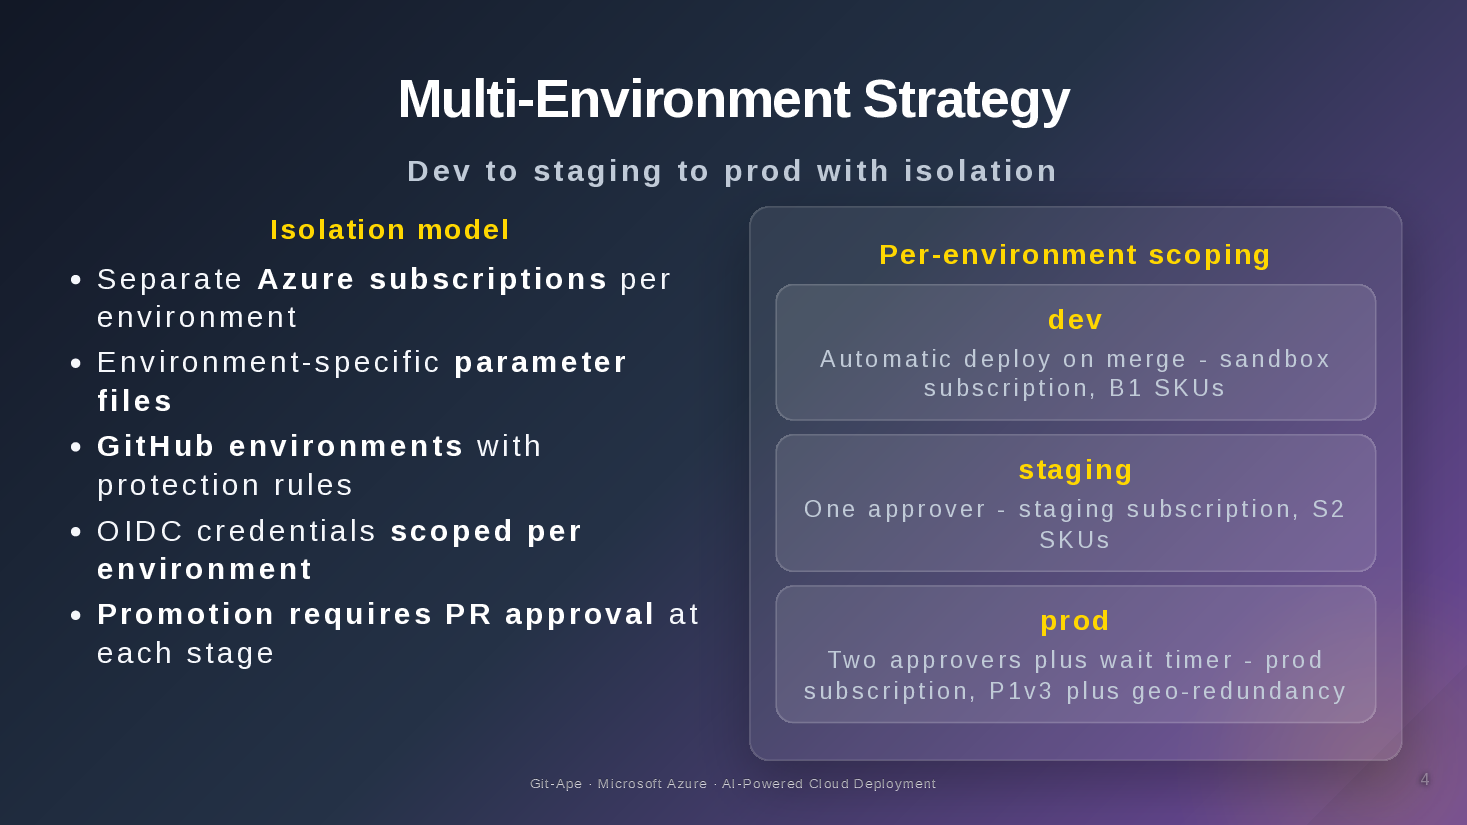 Multi-Environment Strategy
Dev to staging to prod with isolation
Isolation model
• Separate Azure subscriptions per
environment
• Environment-specific parameter
files
• GitHub environments with
protection rules
• OIDC credentials scoped per
environment
• Promotion requires PR approval at
each stage
Per-environment scoping
dev
Automatic deploy on merge - sandbox
subscription, B1 SKUs
staging
One approver - staging subscription, S2
SKUs
prod
Two approvers plus wait timer - prod
subscription, P1v3 plus geo-redundancy
Git-Ape · Microsoft Azure · AI-Powered Cloud Deployment
4